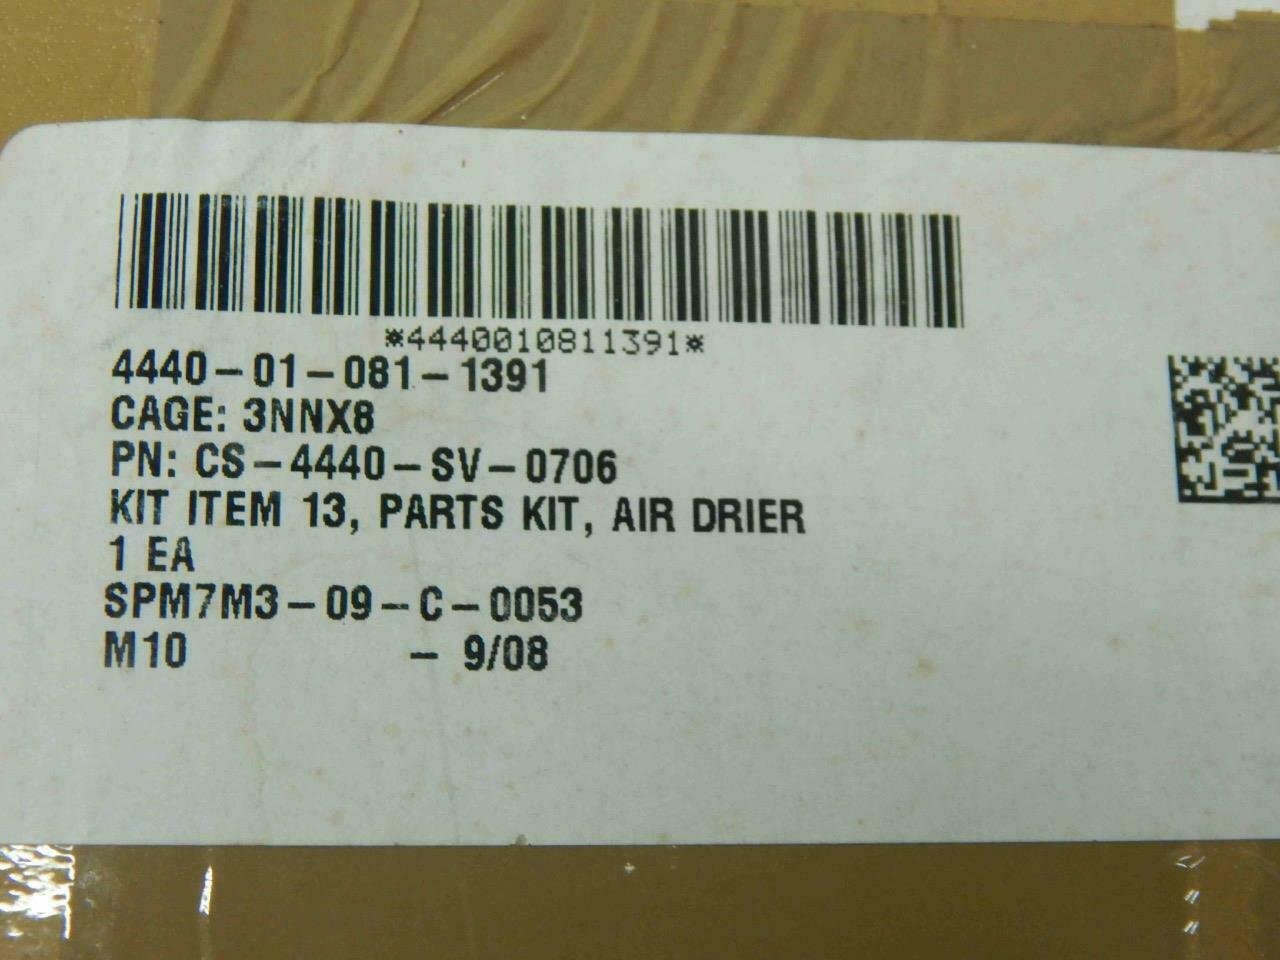 *4440010811391*
4440-01-081-1391
CAGE: 3NNX8
PN: CS-4440-SV-0706
KIT ITEM 13, PARTS KIT, AIR DRIER
1 EA
SPM7M3-09-C-0053
M10 - 9/08